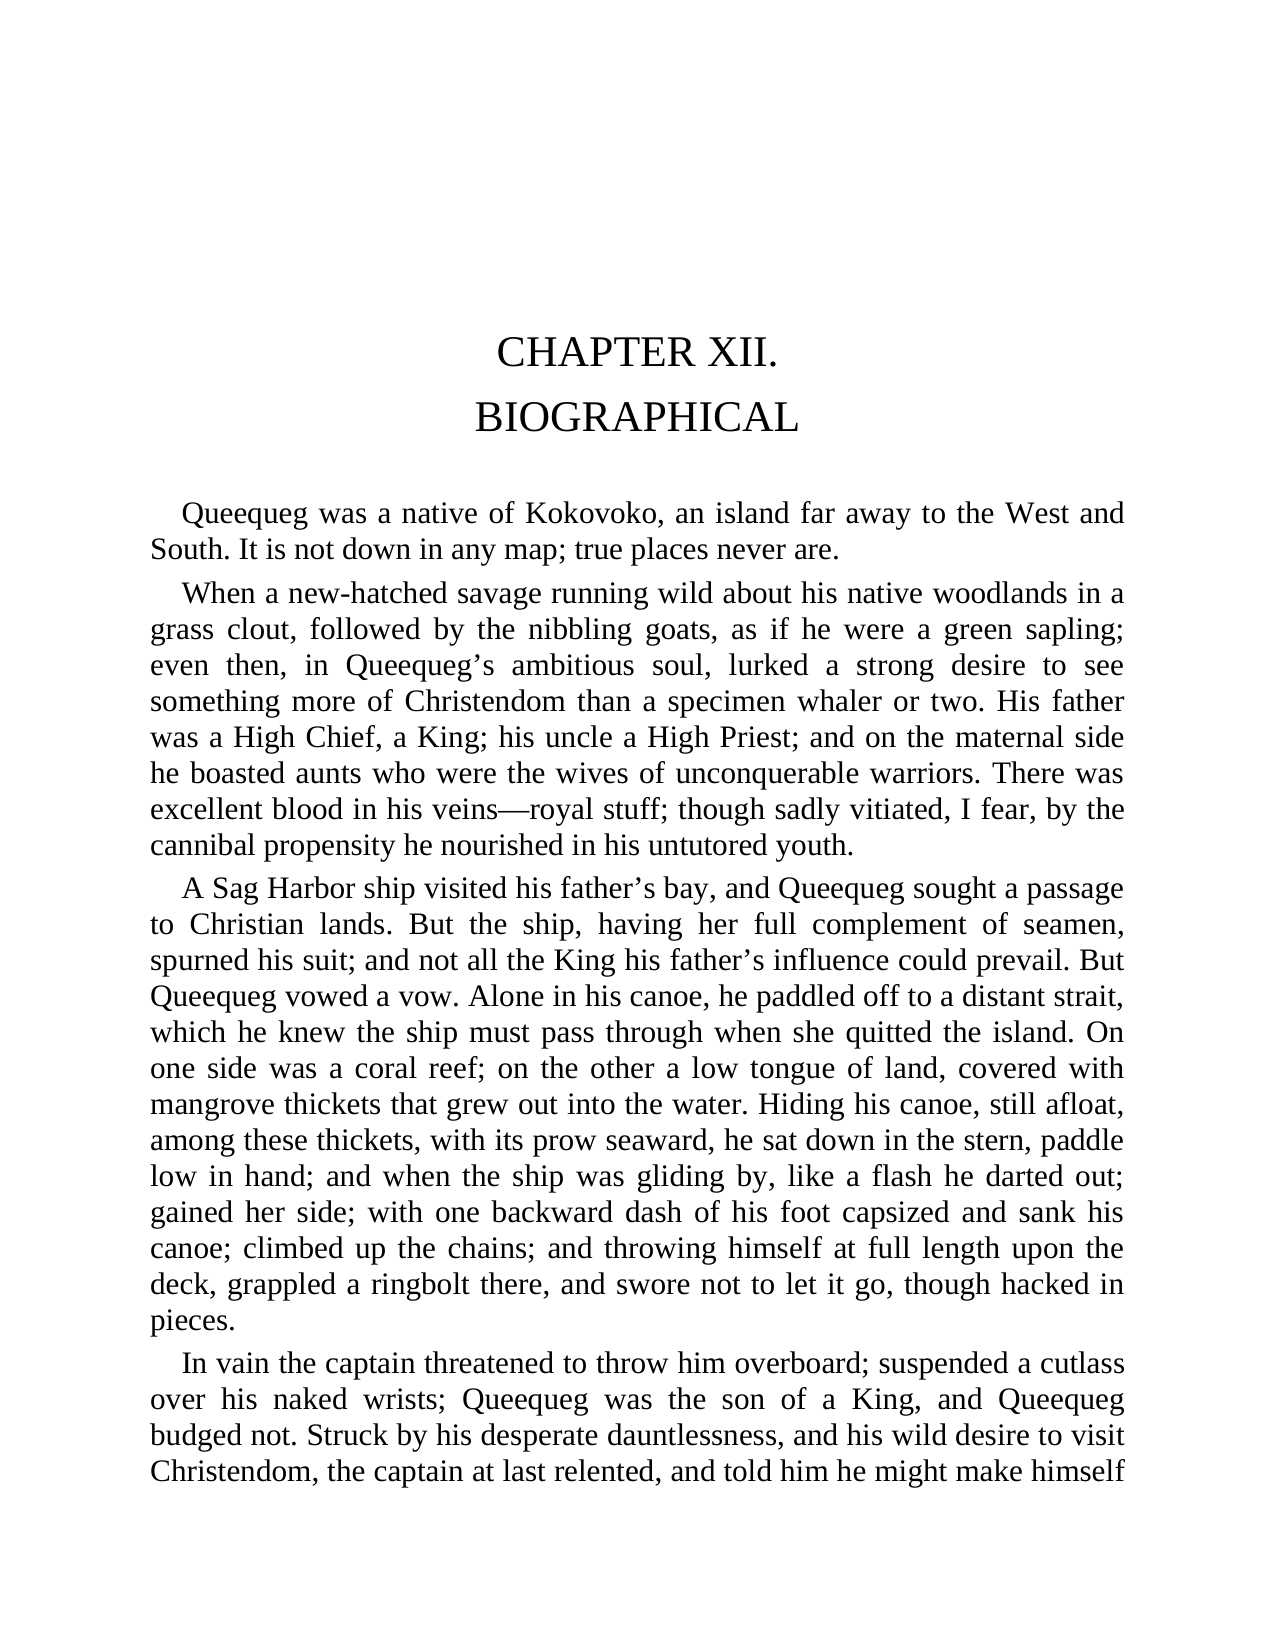 CHAPTER XII.
BIOGRAPHICAL
Queequeg was a native of Kokovoko, an island far away to the West and
South. It is not down in any map; true places never are.
When a new-hatched savage running wild about his native woodlands in a
grass clout, followed by the nibbling goats, as if he were a green sapling;
even then, in Queequeg’s ambitious soul, lurked a strong desire to see
something more of Christendom than a specimen whaler or two. His father
was a High Chief, a King; his uncle a High Priest; and on the maternal side
he boasted aunts who were the wives of unconquerable warriors. There was
excellent blood in his veins—royal stuff; though sadly vitiated, I fear, by the
cannibal propensity he nourished in his untutored youth.
A Sag Harbor ship visited his father’s bay, and Queequeg sought a passage
to Christian lands. But the ship, having her full complement of seamen,
spurned his suit; and not all the King his father’s influence could prevail. But
Queequeg vowed a vow. Alone in his canoe, he paddled off to a distant strait,
which he knew the ship must pass through when she quitted the island. On
one side was a coral reef; on the other a low tongue of land, covered with
mangrove thickets that grew out into the water. Hiding his canoe, still afloat,
among these thickets, with its prow seaward, he sat down in the stern, paddle
low in hand; and when the ship was gliding by, like a flash he darted out;
gained her side; with one backward dash of his foot capsized and sank his
canoe; climbed up the chains; and throwing himself at full length upon the
deck, grappled a ringbolt there, and swore not to let it go, though hacked in
pieces.
In vain the captain threatened to throw him overboard; suspended a cutlass
over his naked wrists; Queequeg was the son of a King, and Queequeg
budged not. Struck by his desperate dauntlessness, and his wild desire to visit
Christendom, the captain at last relented, and told him he might make himself